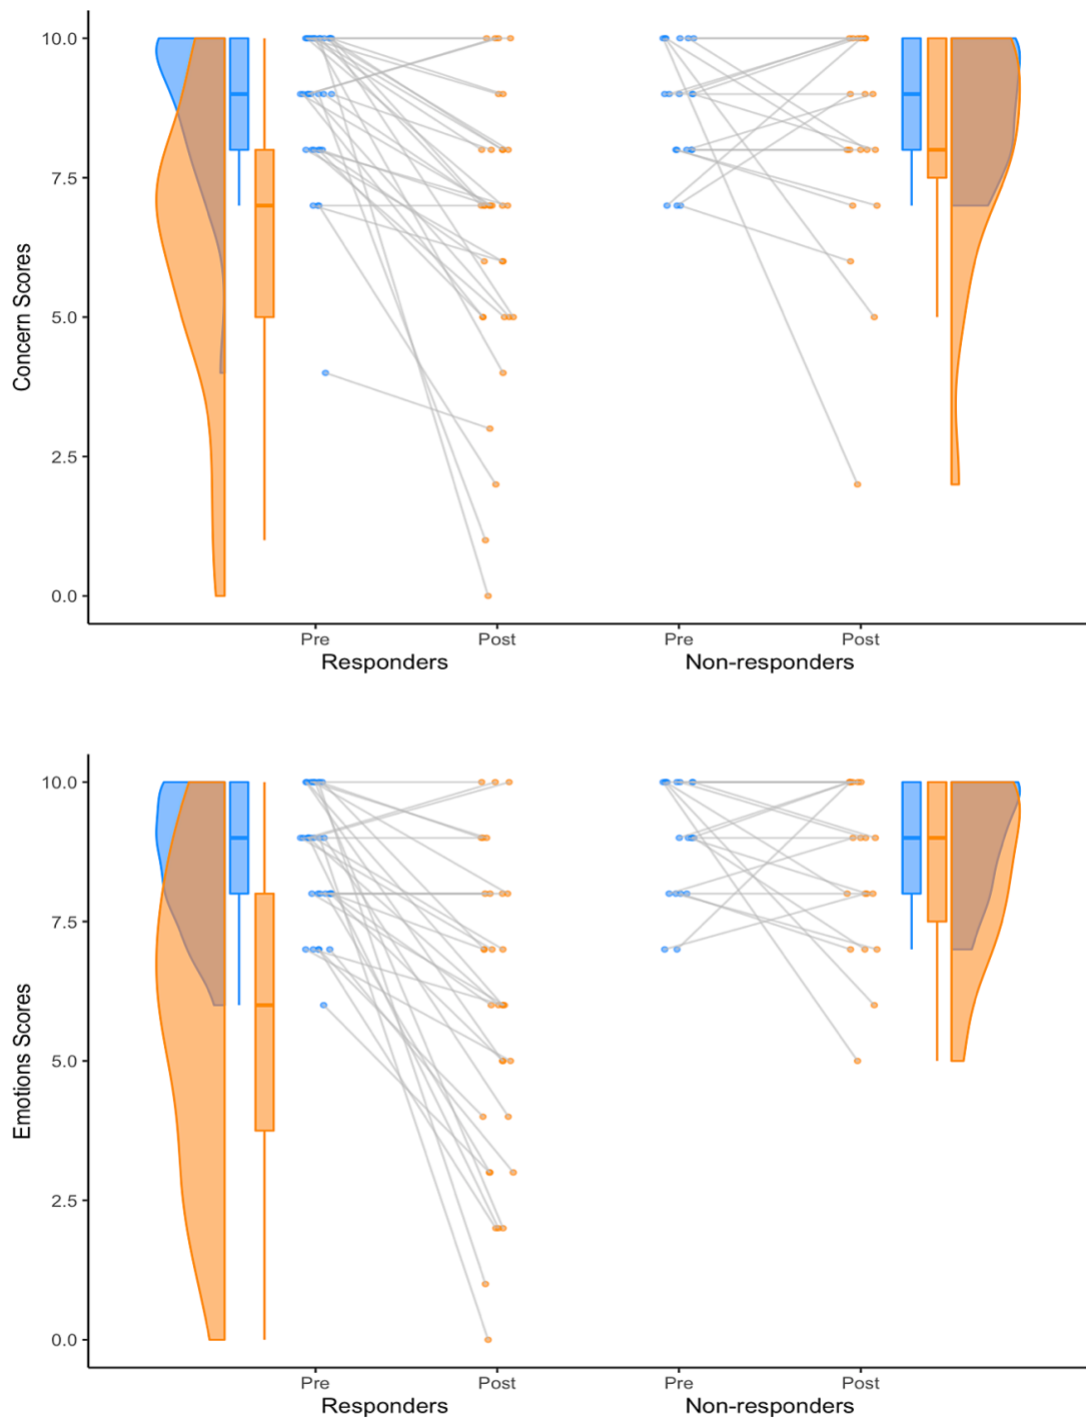 10.0
7.5
5.0
2.5
0.0
Concern Scores
Pre Post Pre Post
Responders Non-responders
10.0
7.5
5.0
2.5
0.0
Emotions Scores
Pre Post Pre Post
Responders Non-responders